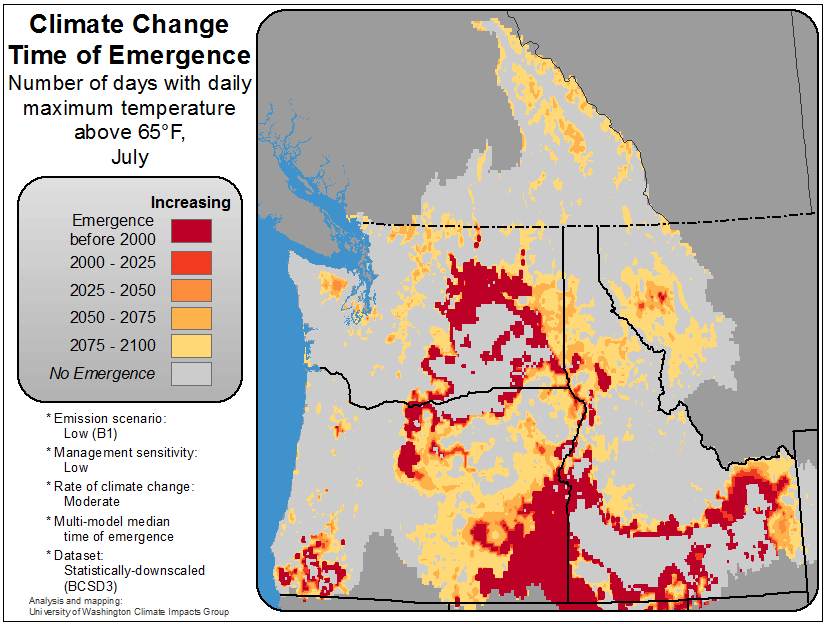 Climate Change
Time of Emergence
Number of days with daily
maximum temperature
above 65°F,
July
Increasing
Emergence
before 2000
2000 - 2025
2025 - 2050
2050 - 2075
2075 - 2100
No Emergence
* Emission scenario:
Low (B1)
* Management sensitivity:
Low
* Rate of climate change:
Moderate
* Multi-model median
time of emergence
* Dataset:
Statistically-downscaled
(BCSD3)
Analysis and mapping:
University of Washington Climate Impacts Group